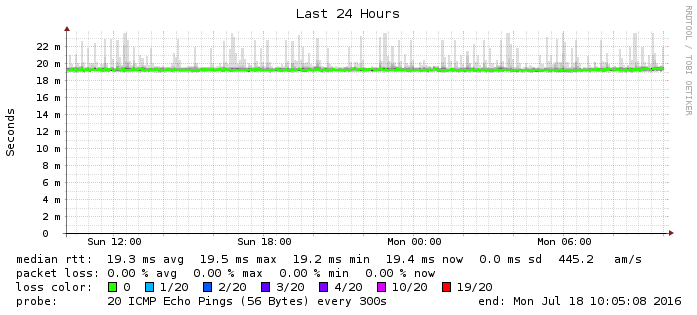 Last 24 Hours
RRDTOOL / TOBI OETIKER
Seconds
22 m
20 m
18 m
16 m
14 m
12 m
10 m
8 m
6 m
4 m
2 m
0
Sun 12:00 Sun 18:00 Mon 00:00 Mon 06:00
median rtt: 19.3 ms avg 19.5 ms max 19.2 ms min 19.4 ms now 0.0 ms sd 445.2 am/s
packet loss: 0.00 % avg 0.00 % max 0.00 % min 0.00 % now
loss color: 0 1/20 2/20 3/20 4/20 10/20 19/20
probe: 20 ICMP Echo Pings (56 Bytes) every 300s end: Mon Jul 18 10:05:08 2016